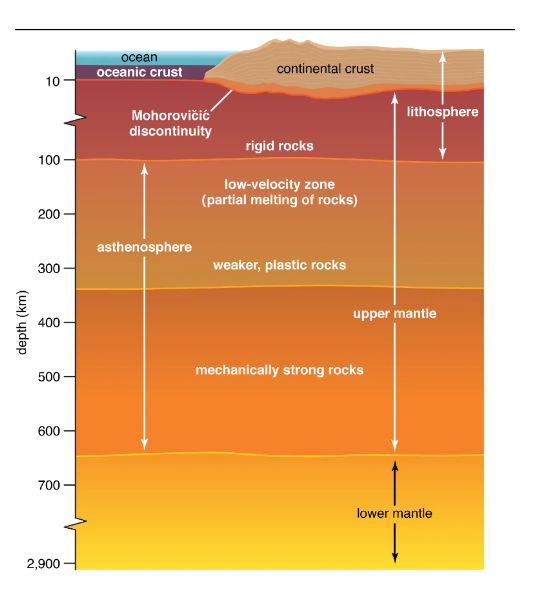 ocean
oceanic crust
continental crust
10
lithosphere
Mohorovičić
discontinuity
rigid rocks
100
low-velocity zone
(partial melting of rocks)
200
asthenosphere
weaker, plastic rocks
300
depth (km)
upper mantle
400
mechanically strong rocks
500
600
700
lower mantle
2,900